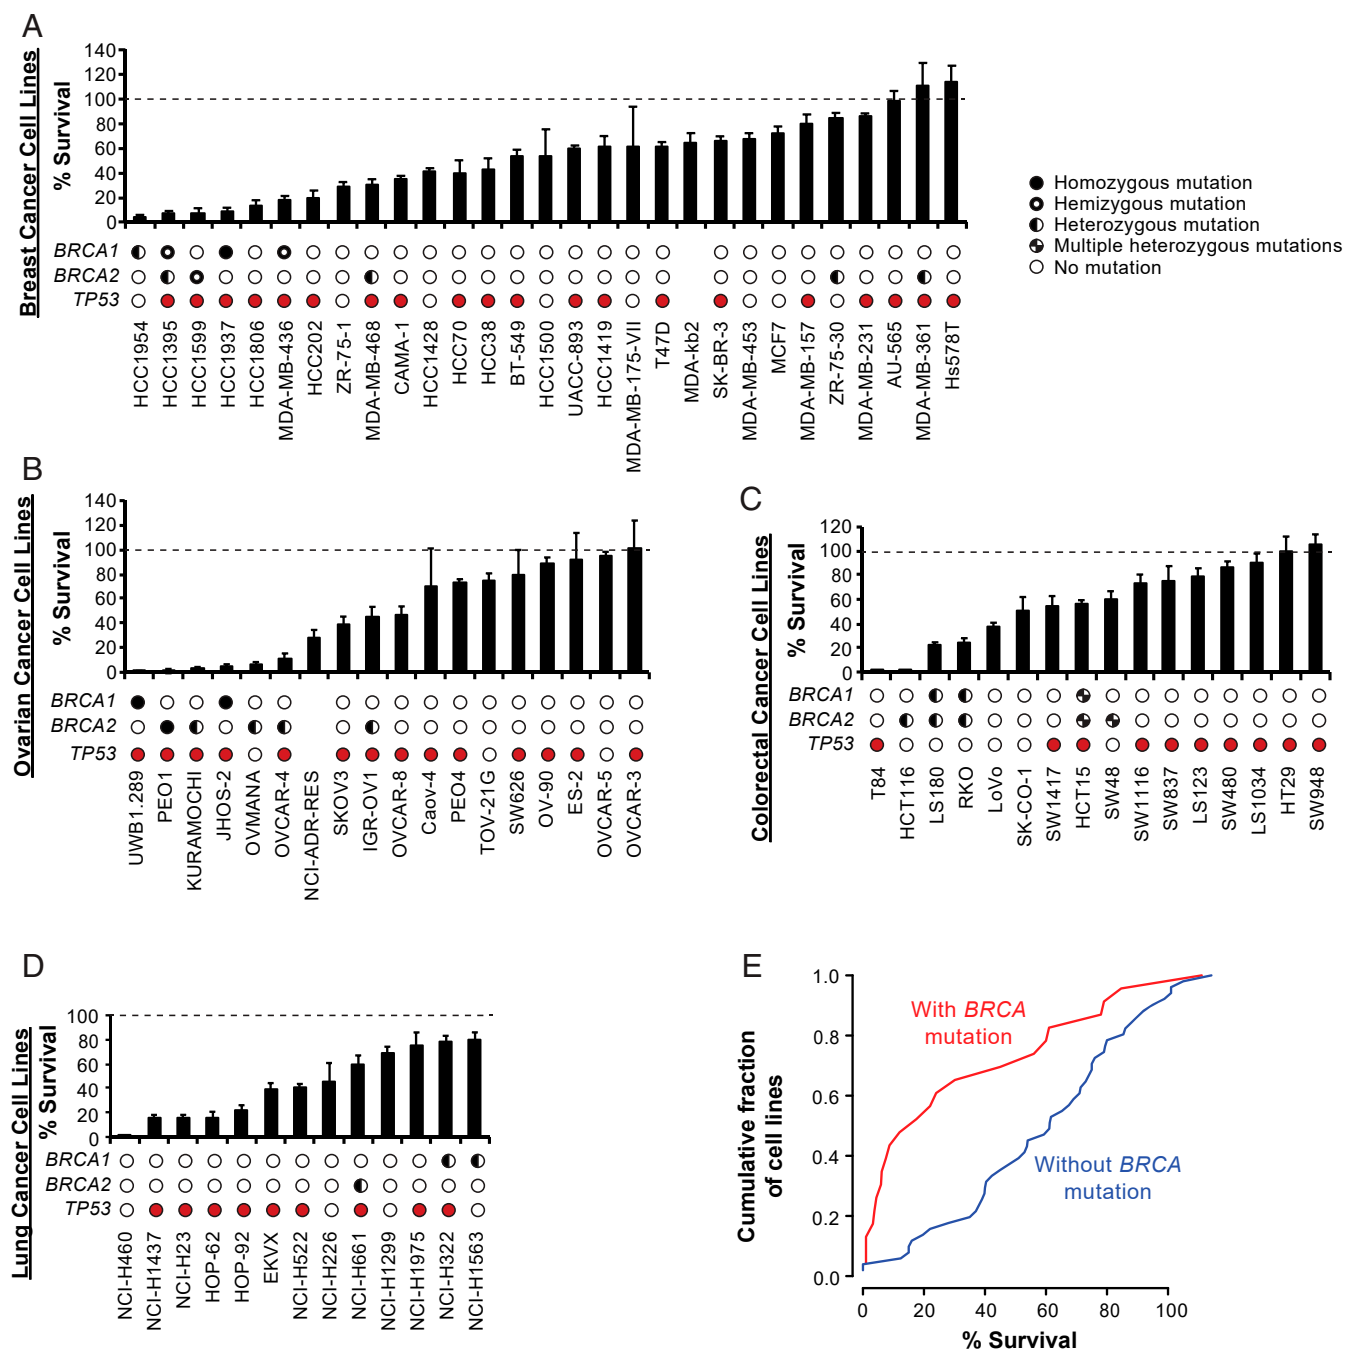 A
Breast Cancer Cell Lines
% Survival
140
120
100
80
60
40
20
0
BRCA1
BRCA2
TP53
HCC1954
HCC1395
HCC1599
HCC1937
HCC1806
MDA-MB-436
HCC202
ZR-75-1
MDA-MB-468
CAMA-1
HCC1428
HCC70
HCC38
BT-549
HCC1500
UACC-893
HCC1419
MDA-MB-175-VII
T47D
MDA-kb2
SK-BR-3
MDA-MB-453
MCF7
MDA-MB-157
ZR-75-30
MDA-MB-231
AU-565
MDA-MB-361
Hs578T
Homozygous mutation
Hemizygous mutation
Heterozygous mutation
Multiple heterozygous mutations
No mutation
B
Ovarian Cancer Cell Lines
% Survival
140
120
100
80
60
40
20
0
BRCA1
BRCA2
TP53
UWB1.289
PEO1
KURAMOCHI
JHOS-2
OVMANA
OVCAR-4
NCI-ADR-RES
SKOV3
IGR-OV1
OVCAR-8
Caov-4
PEO4
TOV-21G
SW626
OV-90
ES-2
OVCAR-5
OVCAR-3
C
Colorectal Cancer Cell Lines
% Survival
120
100
80
60
40
20
0
BRCA1
BRCA2
TP53
T84
HCT116
LS180
RKO
LoVo
SK-CO-1
SW1417
HCT15
SW48
SW1116
SW837
LS123
SW480
LS1034
HT29
SW948
D
Lung Cancer Cell Lines
% Survival
100
80
60
40
20
0
BRCA1
BRCA2
TP53
NCI-H460
NCI-H1437
NCI-H23
HOP-62
HOP-92
EKVX
NCI-H522
NCI-H226
NCI-H661
NCI-H1299
NCI-H1975
NCI-H322
NCI-H1563
E
Cumulative fraction
of cell lines
1.0
0.8
0.6
0.4
0.2
0.0
With BRCA
mutation
Without BRCA
mutation
0
20
40
60
80
100
% Survival